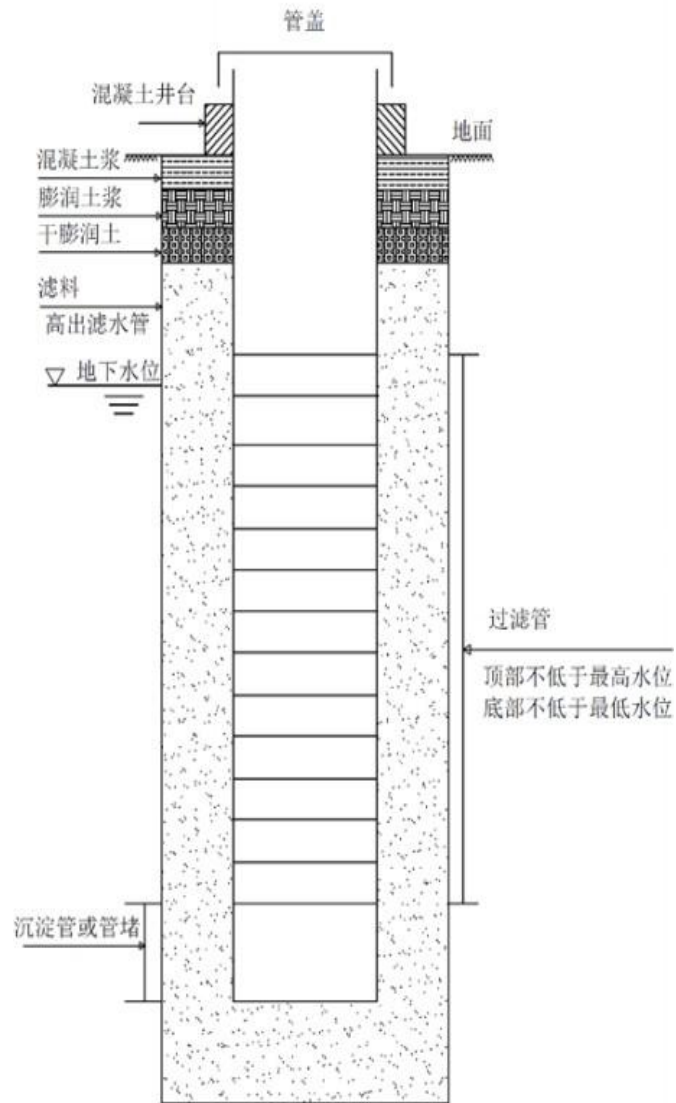 管盖
混凝土井台
地面
混凝土浆
膨润土浆
干膨润土
滤料
高出滤水管
地下水位
过滤管
顶部不低于最高水位
底部不低于最低水位
沉淀管或管堵